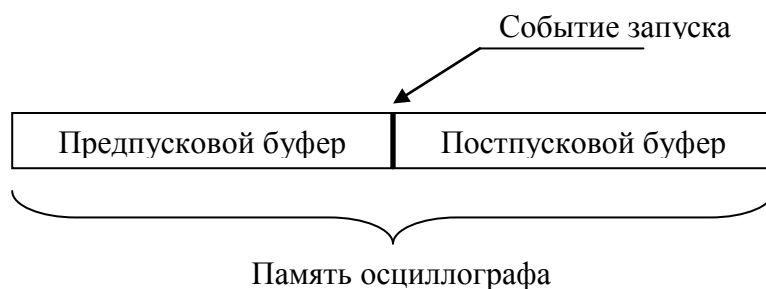 Событие запуска
Предпусковой буфер
Постпусковой буфер
Память осциллографа